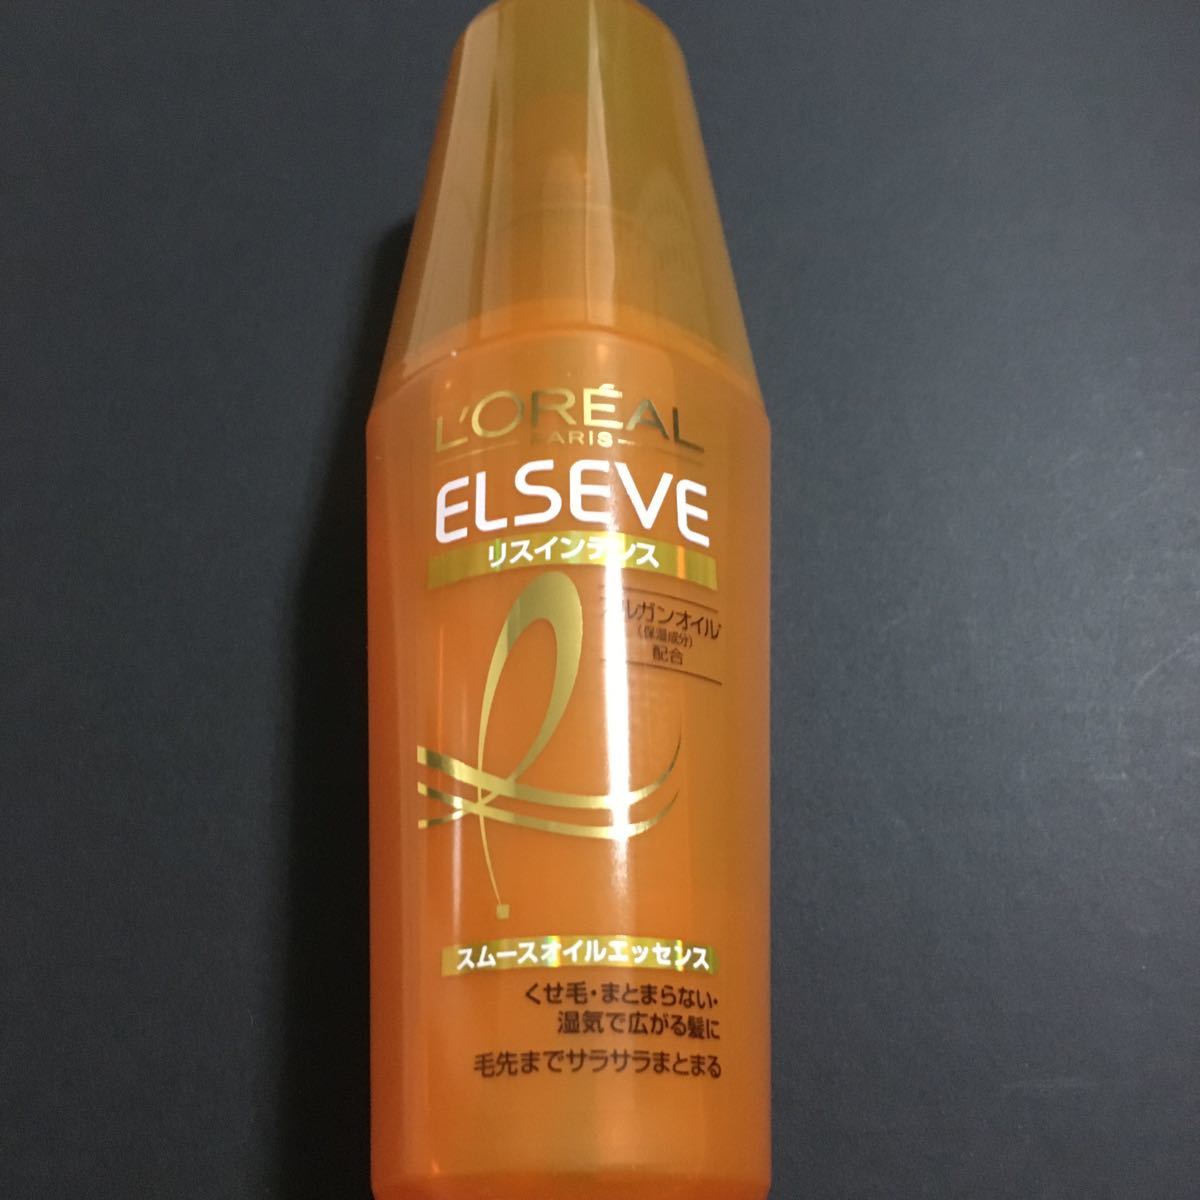 L'ORÉAL
PARIS
ELSEVE
リスインテンス
アルガンオイル*
(保湿成分)
配合
スムースオイルエッセンス
くせ毛・まとまらない・
湿気で広がる髪に
毛先までサラサラまとまる